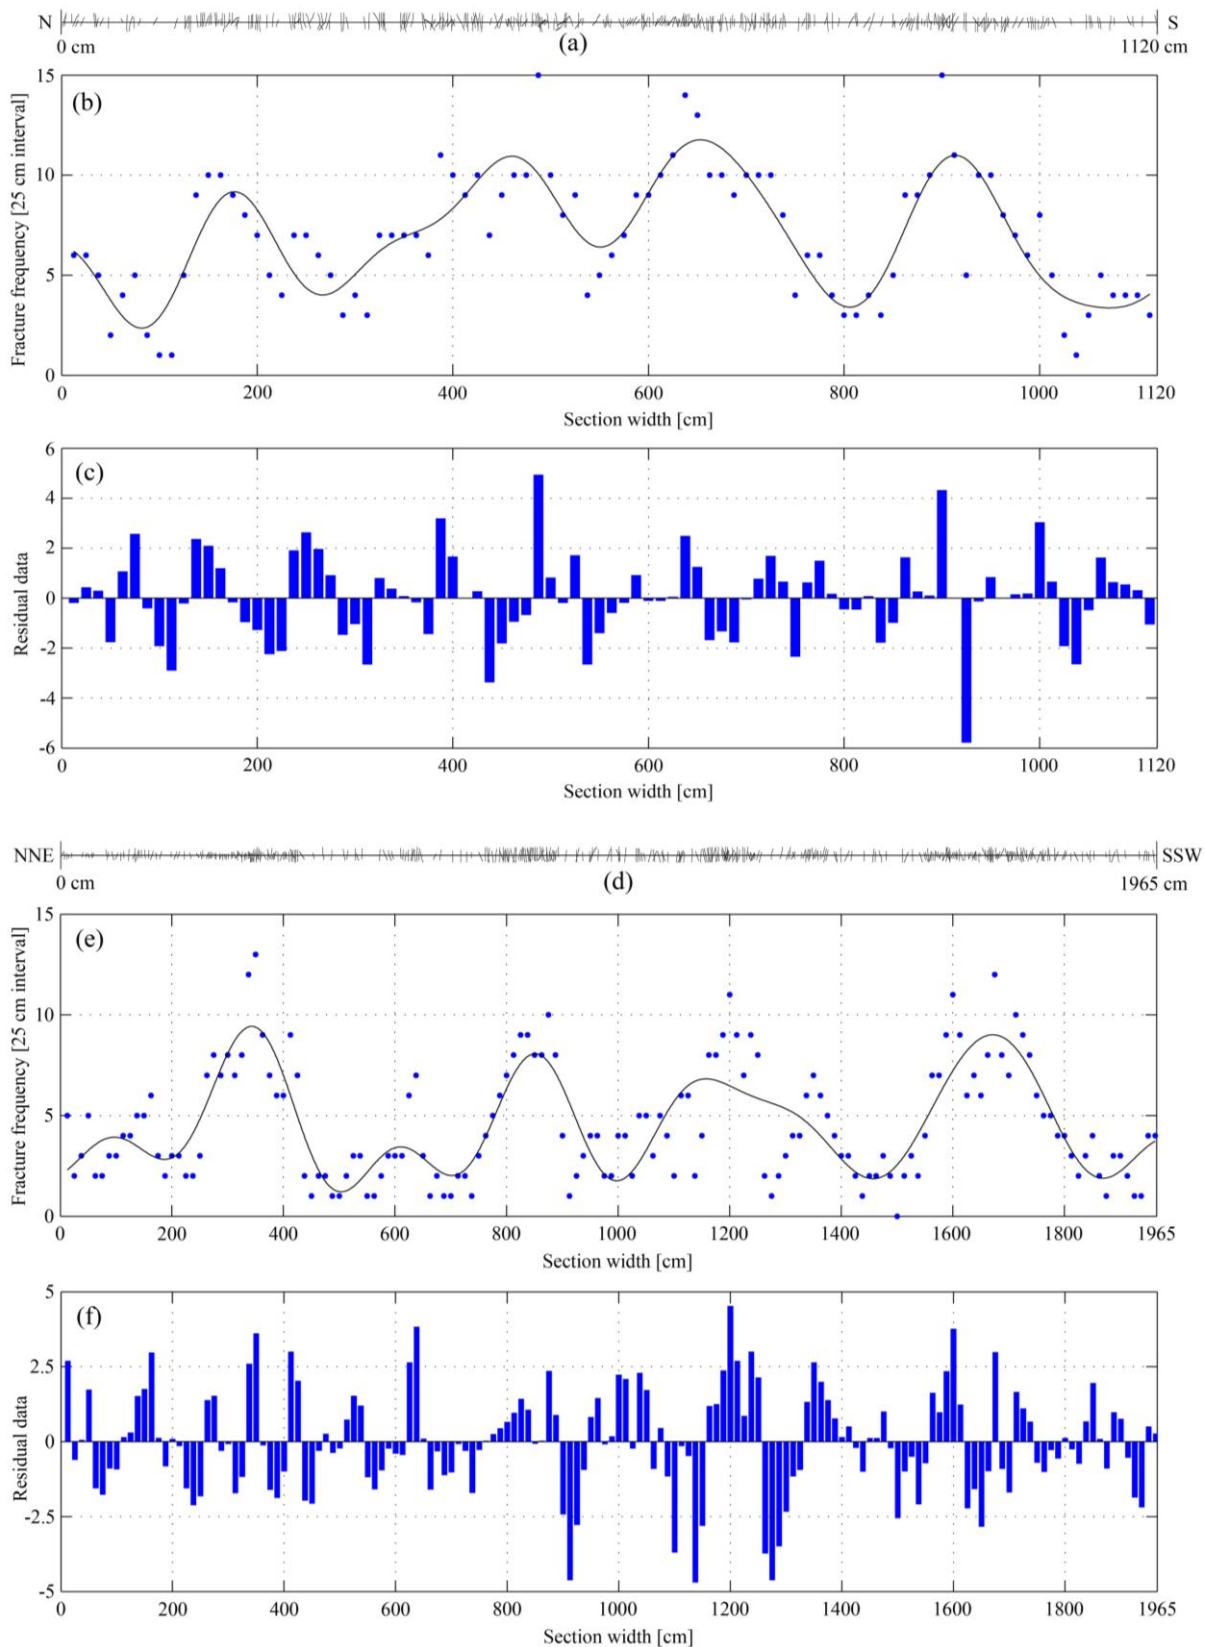 N S
0 cm (a) 1120 cm
(b)
Fracture frequency [25 cm interval]
15
10
5
0
0 200 400 600 800 1000 1120
Section width [cm]
(c)
Residual data
6
4
2
0
-2
-4
-6
0 200 400 600 800 1000 1120
Section width [cm]
NNE SSW
0 cm (d) 1965 cm
(e)
Fracture frequency [25 cm interval]
15
10
5
0
0 200 400 600 800 1000 1200 1400 1600 1800 1965
Section width [cm]
(f)
Residual data
5
2.5
0
-2.5
-5
0 200 400 600 800 1000 1200 1400 1600 1800 1965
Section width [cm]